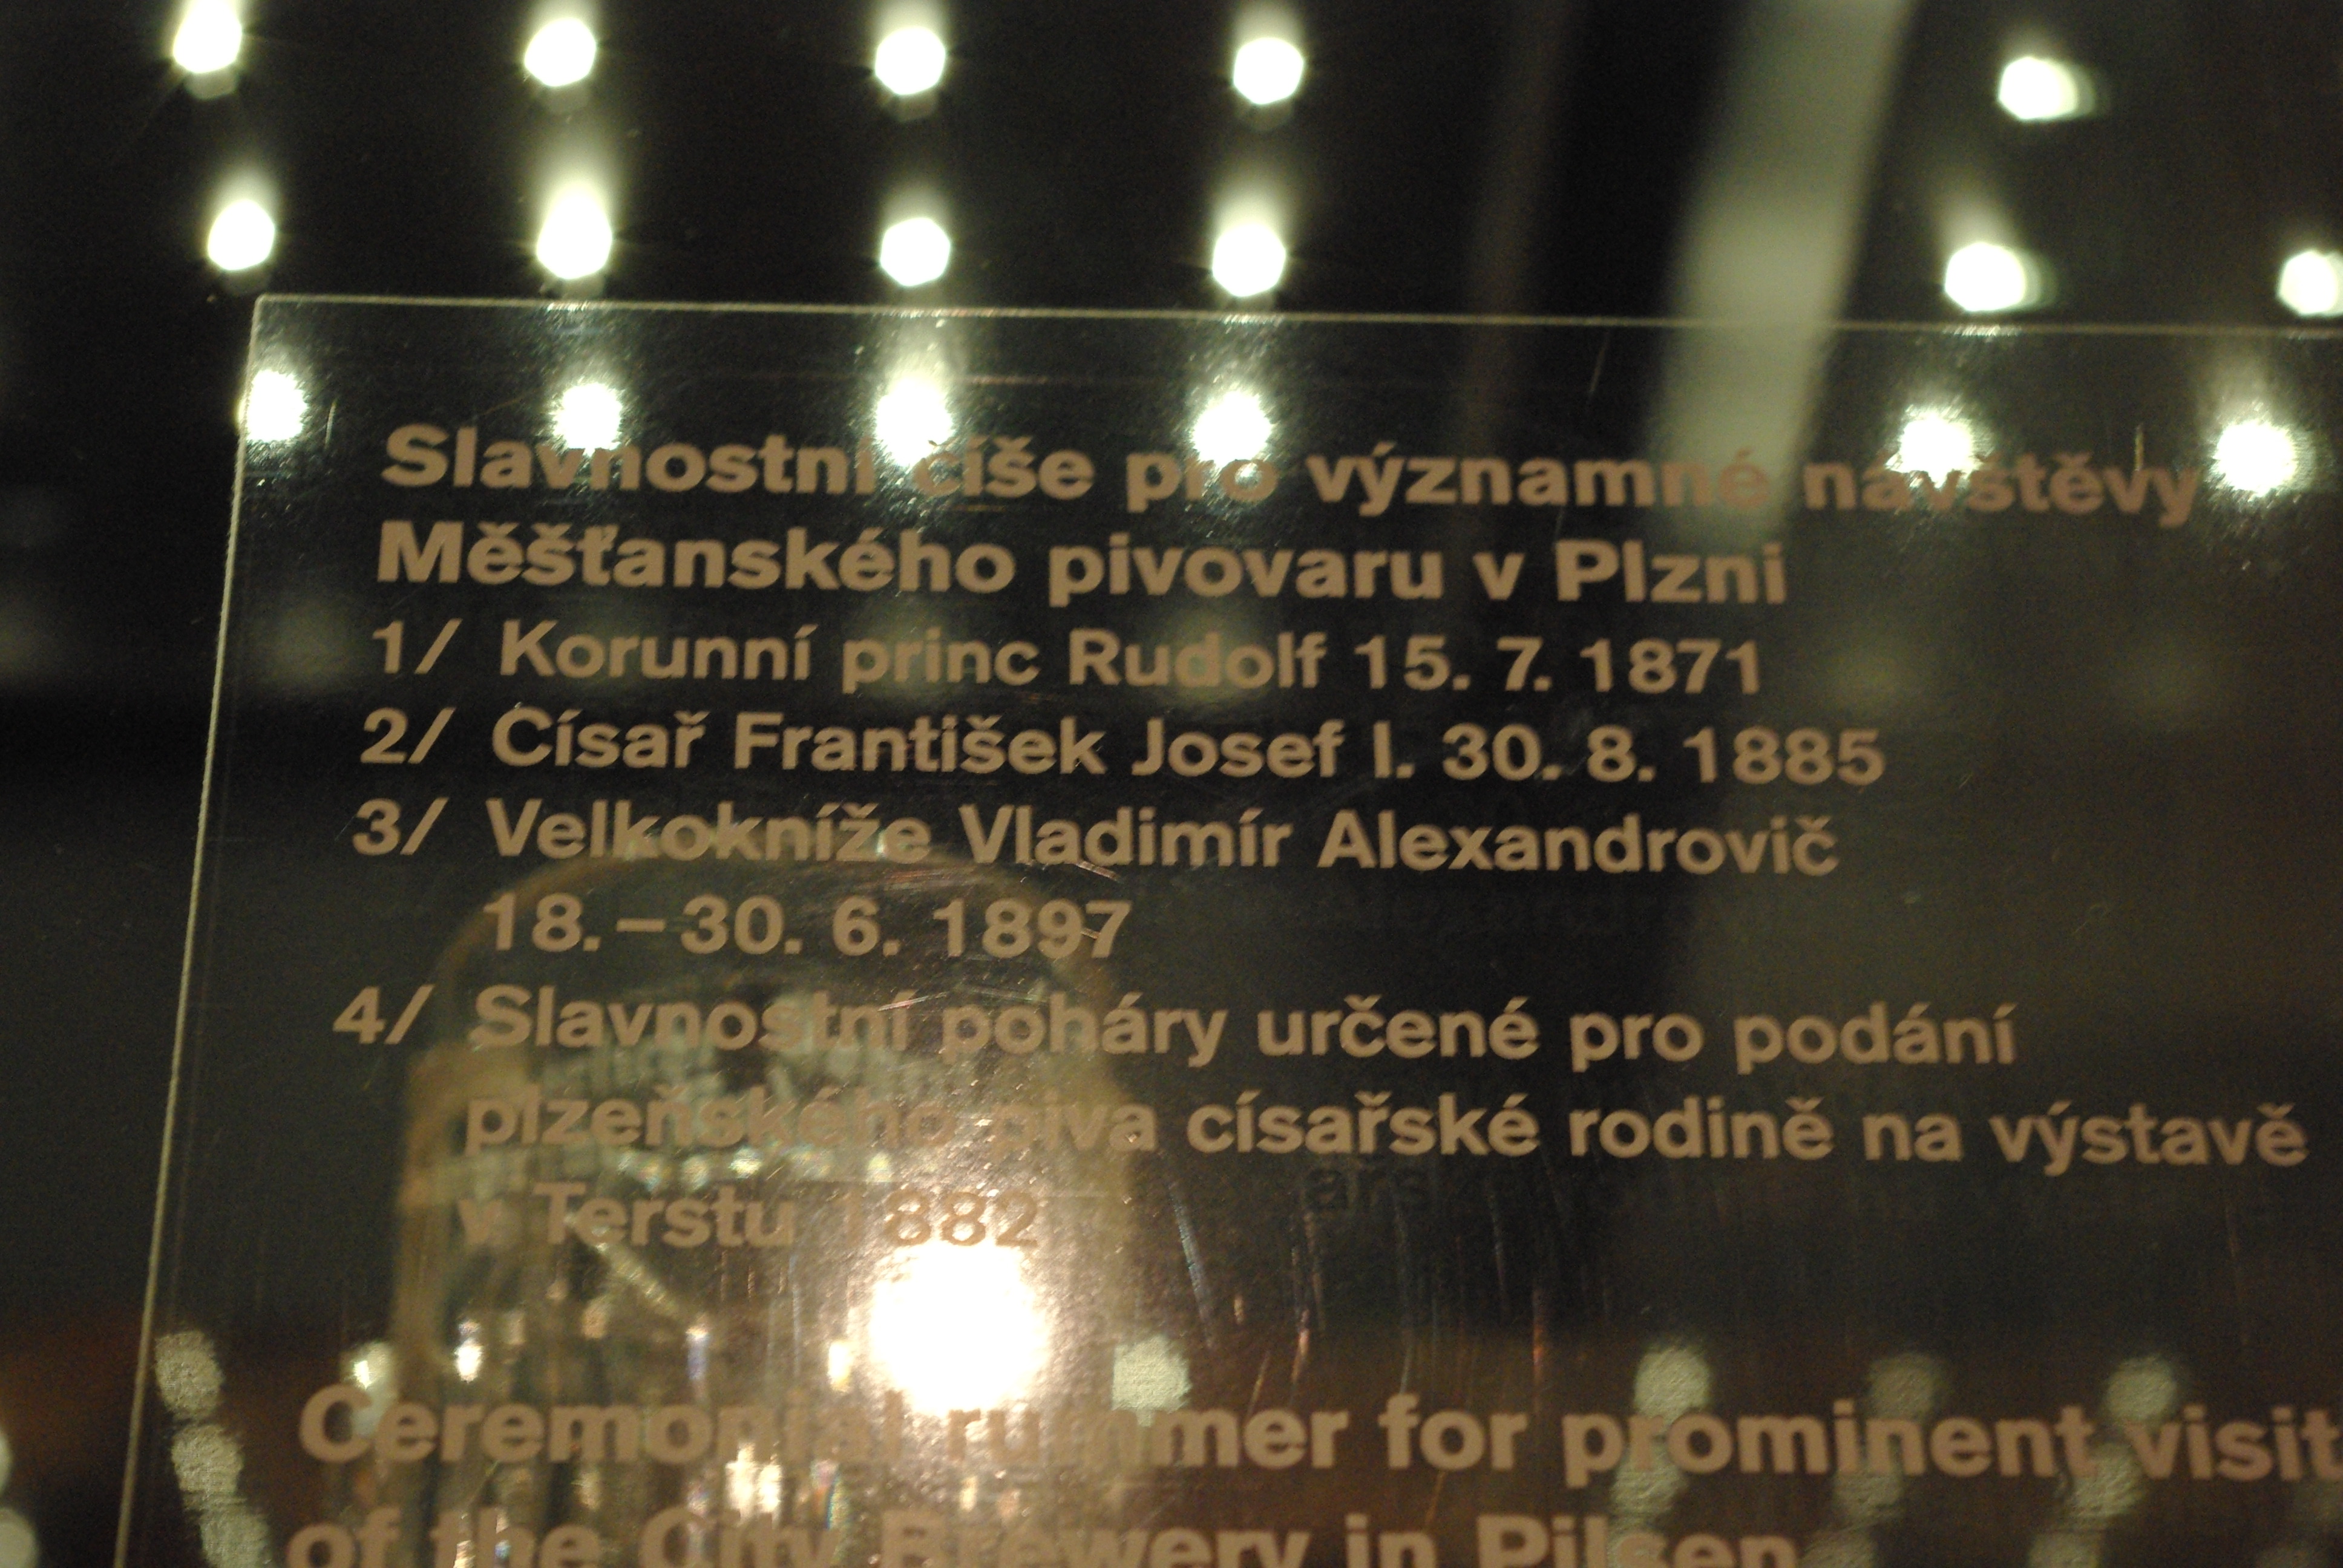 Slavnostní číše pro významné návštěvy
Měšťanského pivovaru v Plzni
1/ Korunní princ Rudolf 15. 7. 1871
2/ Císař František Josef I. 30. 8. 1885
3/ Velkokníže Vladimír Alexandrovič
18. – 30. 6. 1897
4/ Slavnostní poháry určené pro podání
plzeňského piva císařské rodině na výstavě
v Terstu 1882
Ceremonial rummer for prominent visit
of the City Brewery in Pilsen